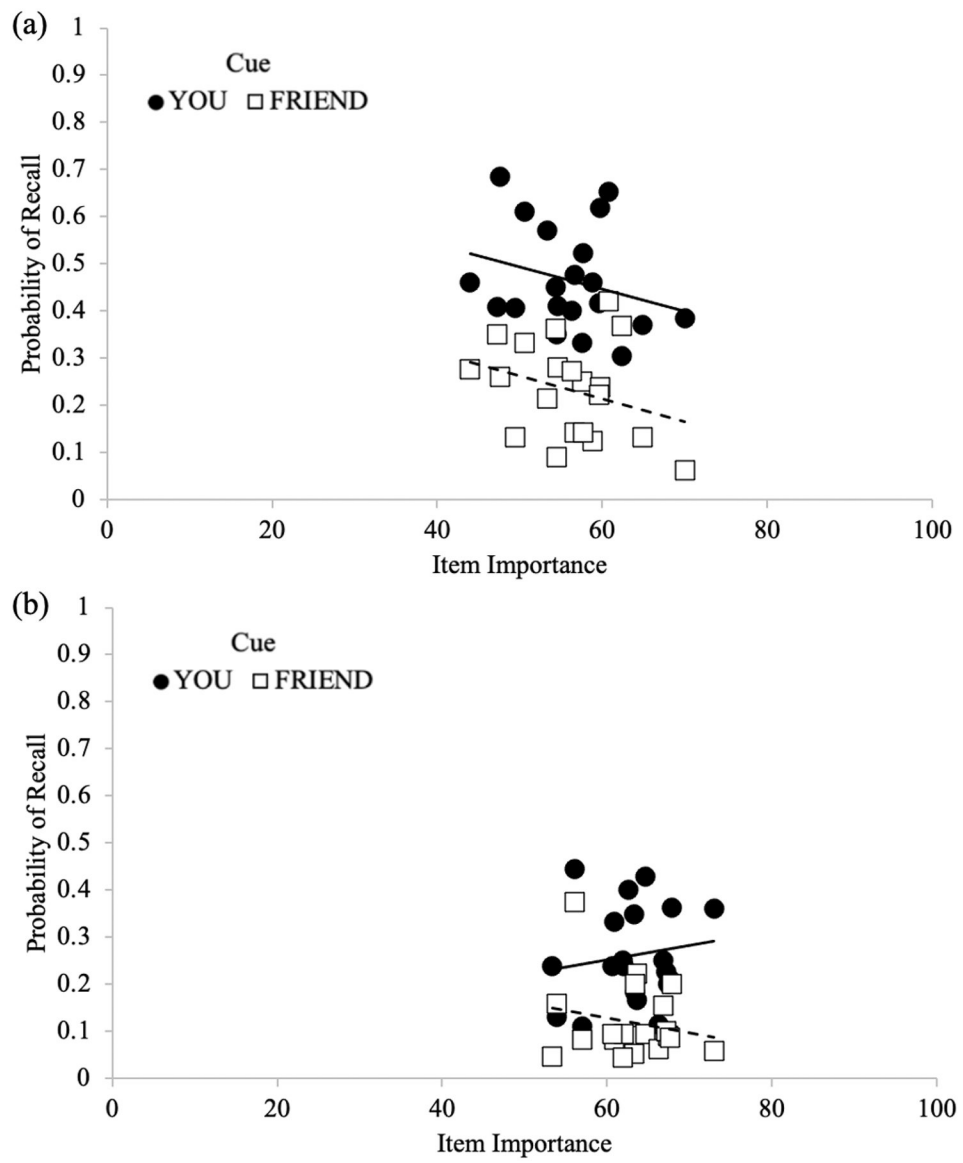 (a)
1
0.9
0.8
0.7
0.6
0.5
0.4
0.3
0.2
0.1
0
Probability of Recall
Cue
YOU FRIEND
0 20 40 60 80 100
Item Importance
(b)
1
0.9
0.8
0.7
0.6
0.5
0.4
0.3
0.2
0.1
0
Probability of Recall
Cue
YOU FRIEND
0 20 40 60 80 100
Item Importance